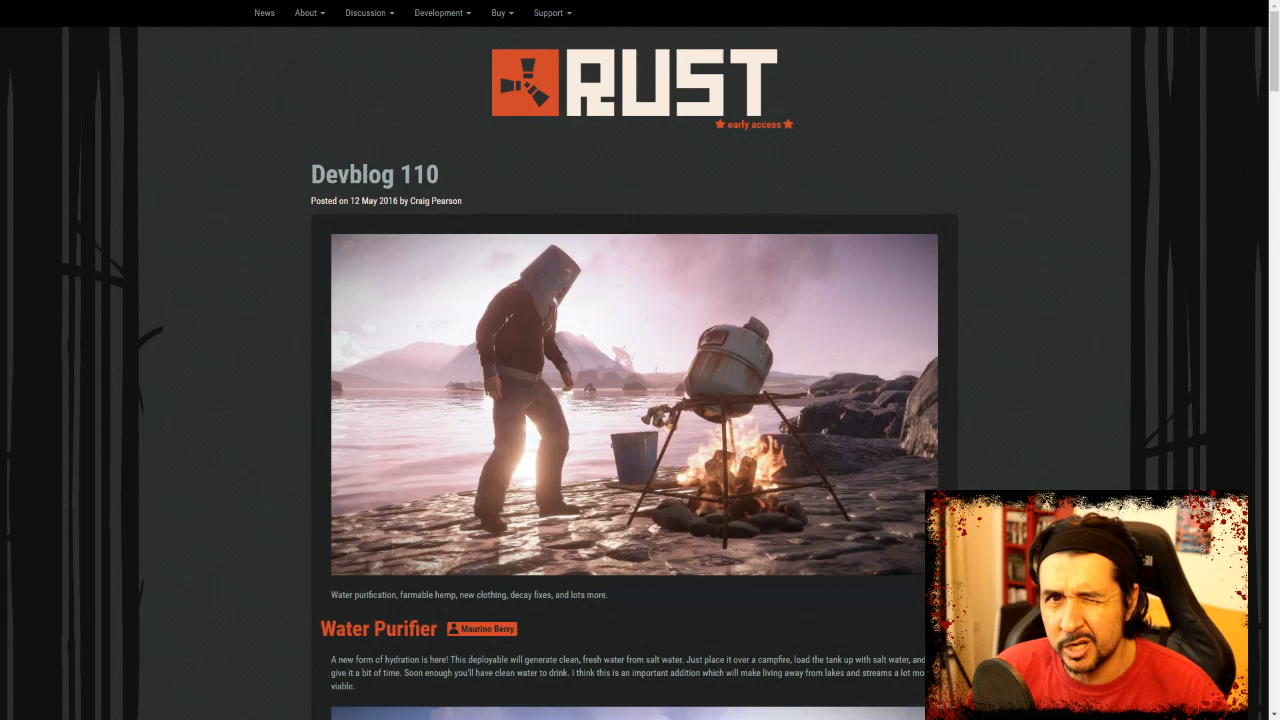 News About Discussion Development Buy Support
RUST
early access
Devblog 110
Posted on 12 May 2016 by Craig Pearson
Water purification, farmable hemp, new clothing, decay fixes, and lots more.
Water Purifier Maurino Berry
A new form of hydration is here! This deployable will generate clean, fresh water from salt water. Just place it over a campfire, load the tank up with salt water, and
give it a bit of time. Soon enough you'll have clean water to drink. I think this is an important addition which will make living away from lakes and streams a lot
viable.